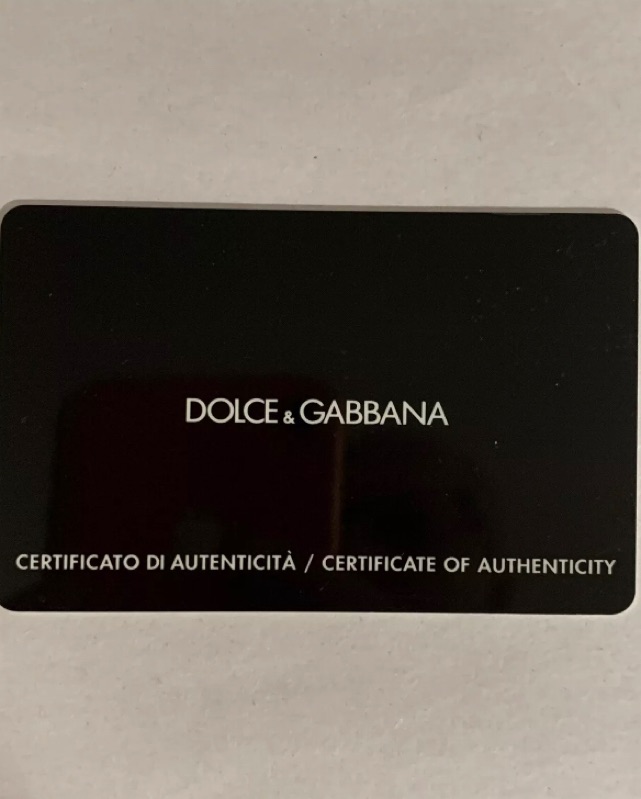 DOLCE & GABBANA
CERTIFICATO DI AUTENTICITÀ / CERTIFICATE OF AUTHENTICITY